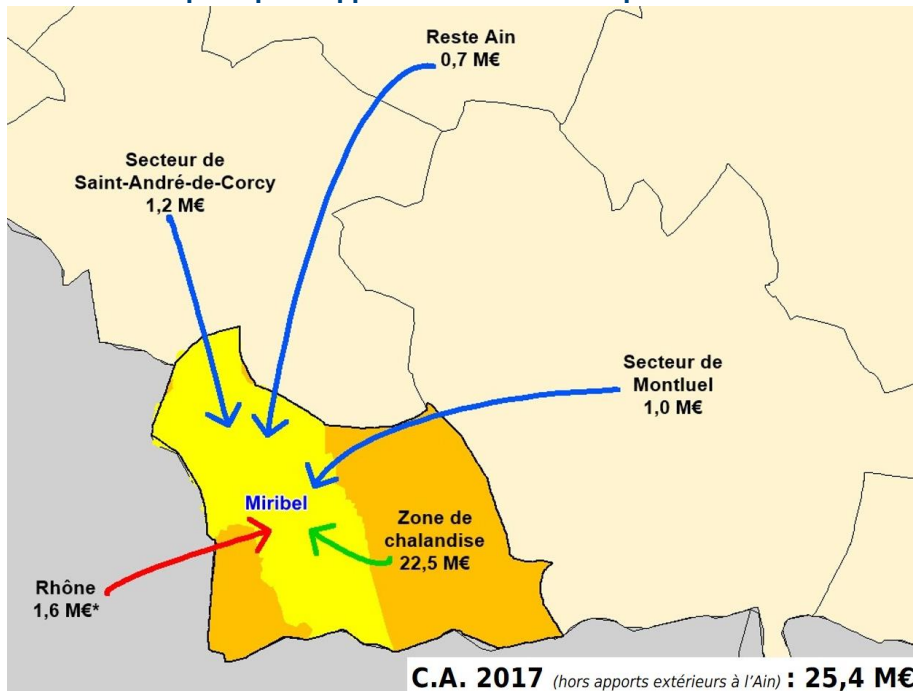 Reste Ain
0,7 M€
Secteur de
Saint-André-de-Corcy
1,2 M€
Secteur de
Montluel
1,0 M€
Miribel
Zone de
chalandise
22,5 M€
Rhône
1,6 M€*
C.A. 2017 (hors apports extérieurs à l'Ain) : 25,4 M€